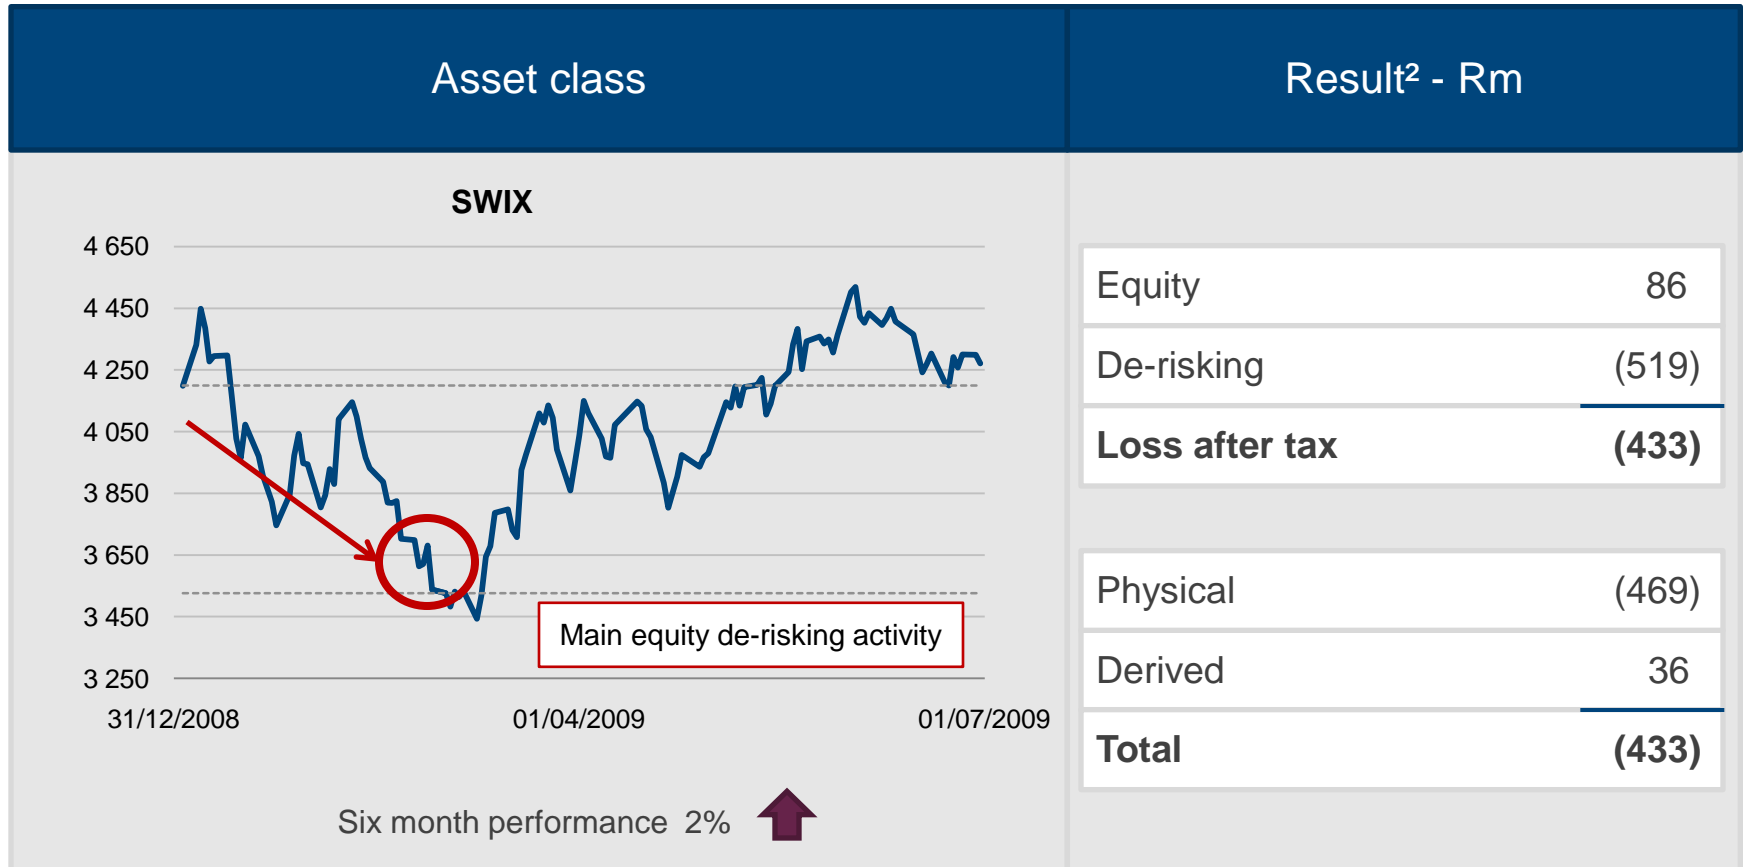 Asset class
Result² - Rm
SWIX
4 650
4 450
4 250
4 050
3 850
3 650
3 450
3 250
31/12/2008
01/04/2009
01/07/2009
Main equity de-risking activity
Six month performance 2%
Equity 86
De-risking (519)
Loss after tax (433)
Physical (469)
Derived 36
Total (433)